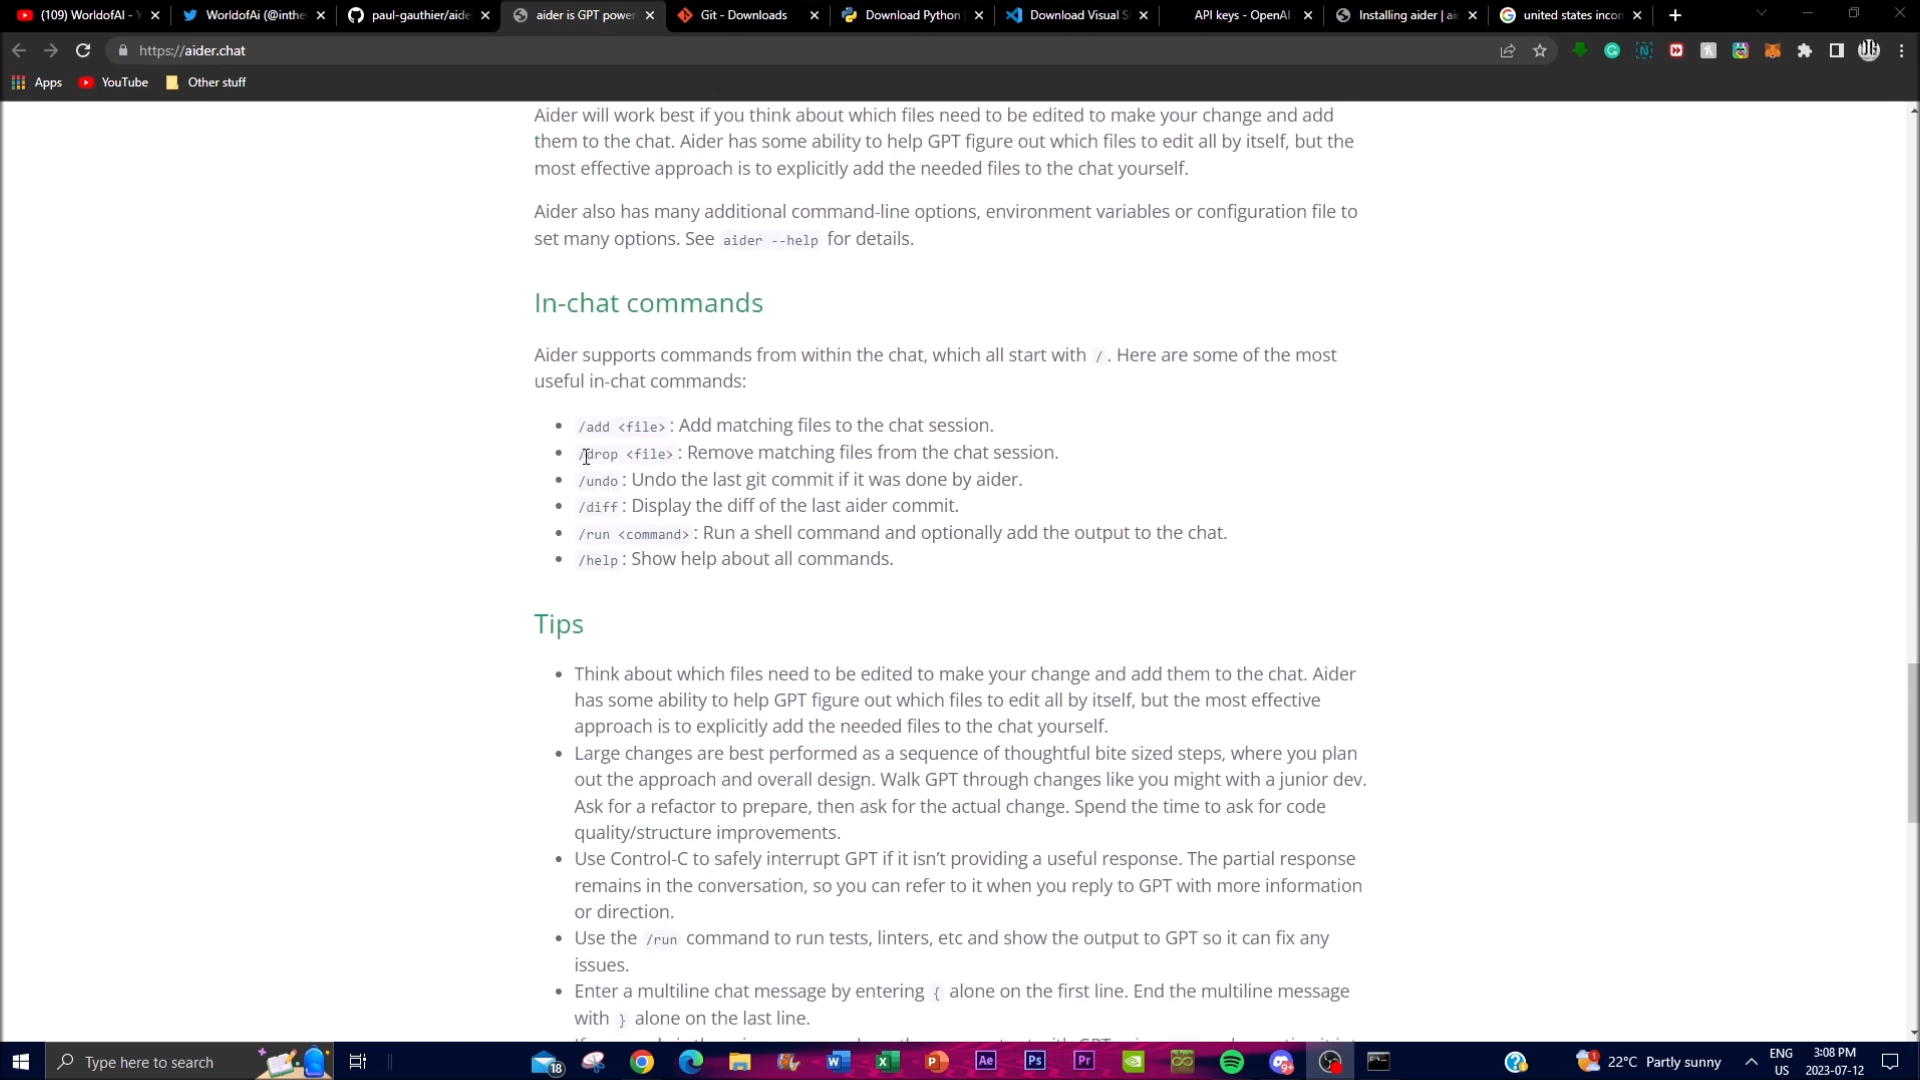 (109) WorldofAI - Y
WorldofAi (@inthe
paul-gauthier/aide
aider is GPT power
Git - Downloads
Download Python
Download Visual S
API keys - OpenAI
Installing aider | aic
united states incon
https://aider.chat
Apps
YouTube
Other stuff
Aider will work best if you think about which files need to be edited to make your change and add
them to the chat. Aider has some ability to help GPT figure out which files to edit all by itself, but the
most effective approach is to explicitly add the needed files to the chat yourself.
Aider also has many additional command-line options, environment variables or configuration file to
set many options. See aider --help for details.
In-chat commands
Aider supports commands from within the chat, which all start with /. Here are some of the most
useful in-chat commands:
• /add <file>: Add matching files to the chat session.
• /drop <file>: Remove matching files from the chat session.
• /undo: Undo the last git commit if it was done by aider.
• /diff: Display the diff of the last aider commit.
• /run <command>: Run a shell command and optionally add the output to the chat.
• /help: Show help about all commands.
Tips
• Think about which files need to be edited to make your change and add them to the chat. Aider
has some ability to help GPT figure out which files to edit all by itself, but the most effective
approach is to explicitly add the needed files to the chat yourself.
• Large changes are best performed as a sequence of thoughtful bite sized steps, where you plan
out the approach and overall design. Walk GPT through changes like you might with a junior dev.
Ask for a refactor to prepare, then ask for the actual change. Spend the time to ask for code
quality/structure improvements.
• Use Control-C to safely interrupt GPT if it isn't providing a useful response. The partial response
remains in the conversation, so you can refer to it when you reply to GPT with more information
or direction.
• Use the /run command to run tests, linters, etc and show the output to GPT so it can fix any
issues.
• Enter a multiline chat message by entering { alone on the first line. End the multiline message
with } alone on the last line.
Type here to search
18
Ae
Ps
Pr
22°C Partly sunny
ENG
US
3:08 PM
2023-07-12